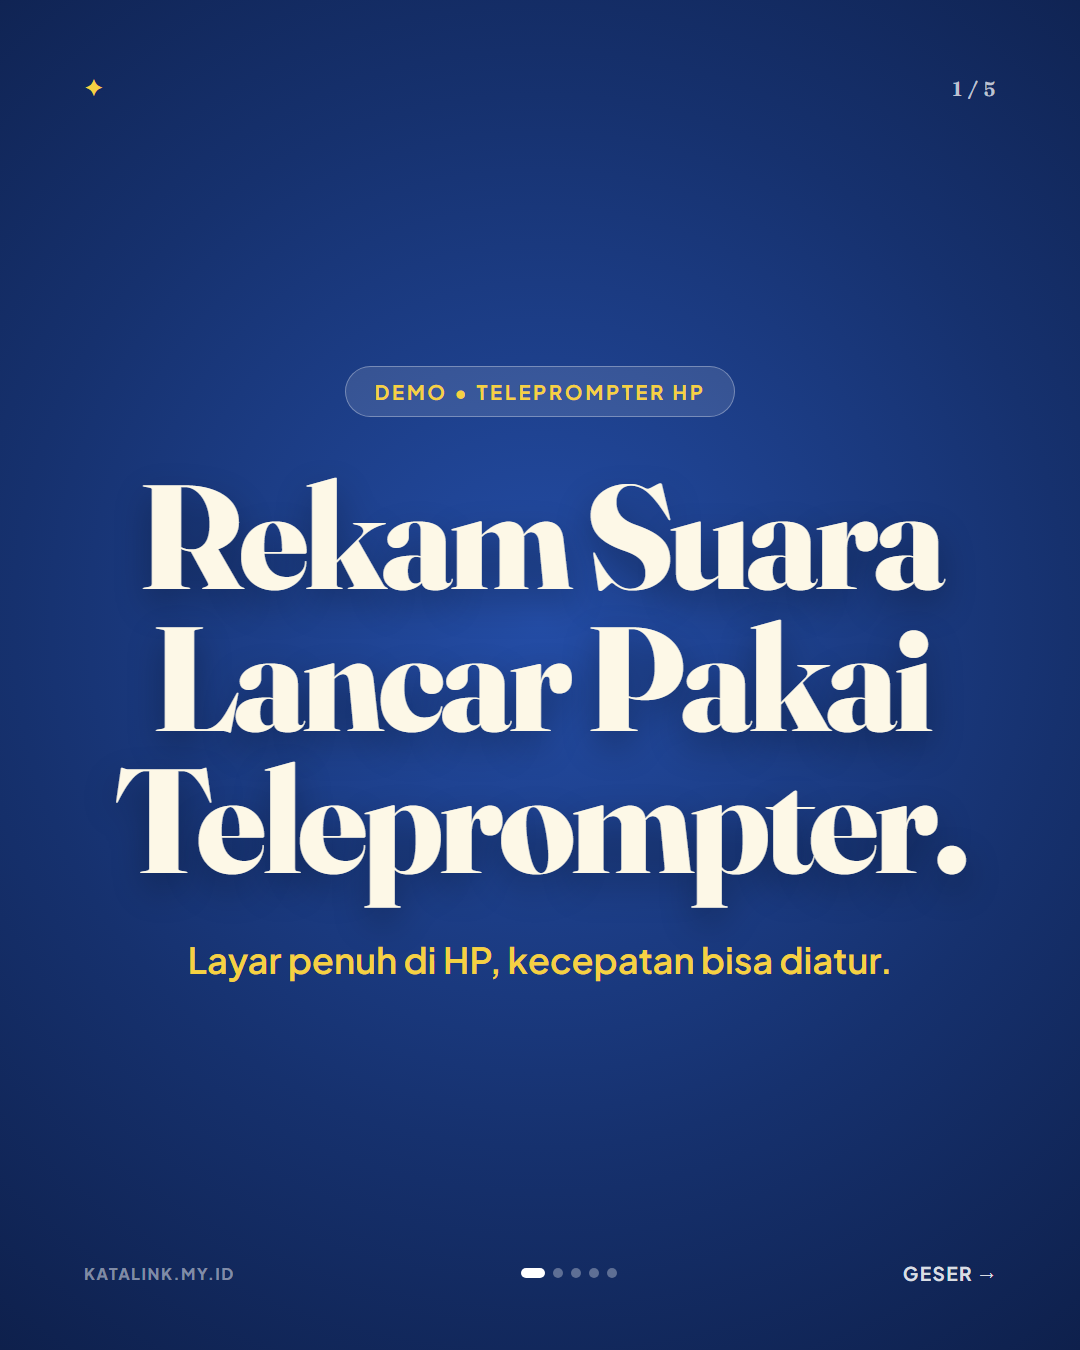 ✦
1 / 5
DEMO ● TELEPROMPTER HP
Rekam Suara
Lancar Pakai
Teleprompter.
Layar penuh di HP, kecepatan bisa diatur.
KATALINK.MY.ID
GESER →